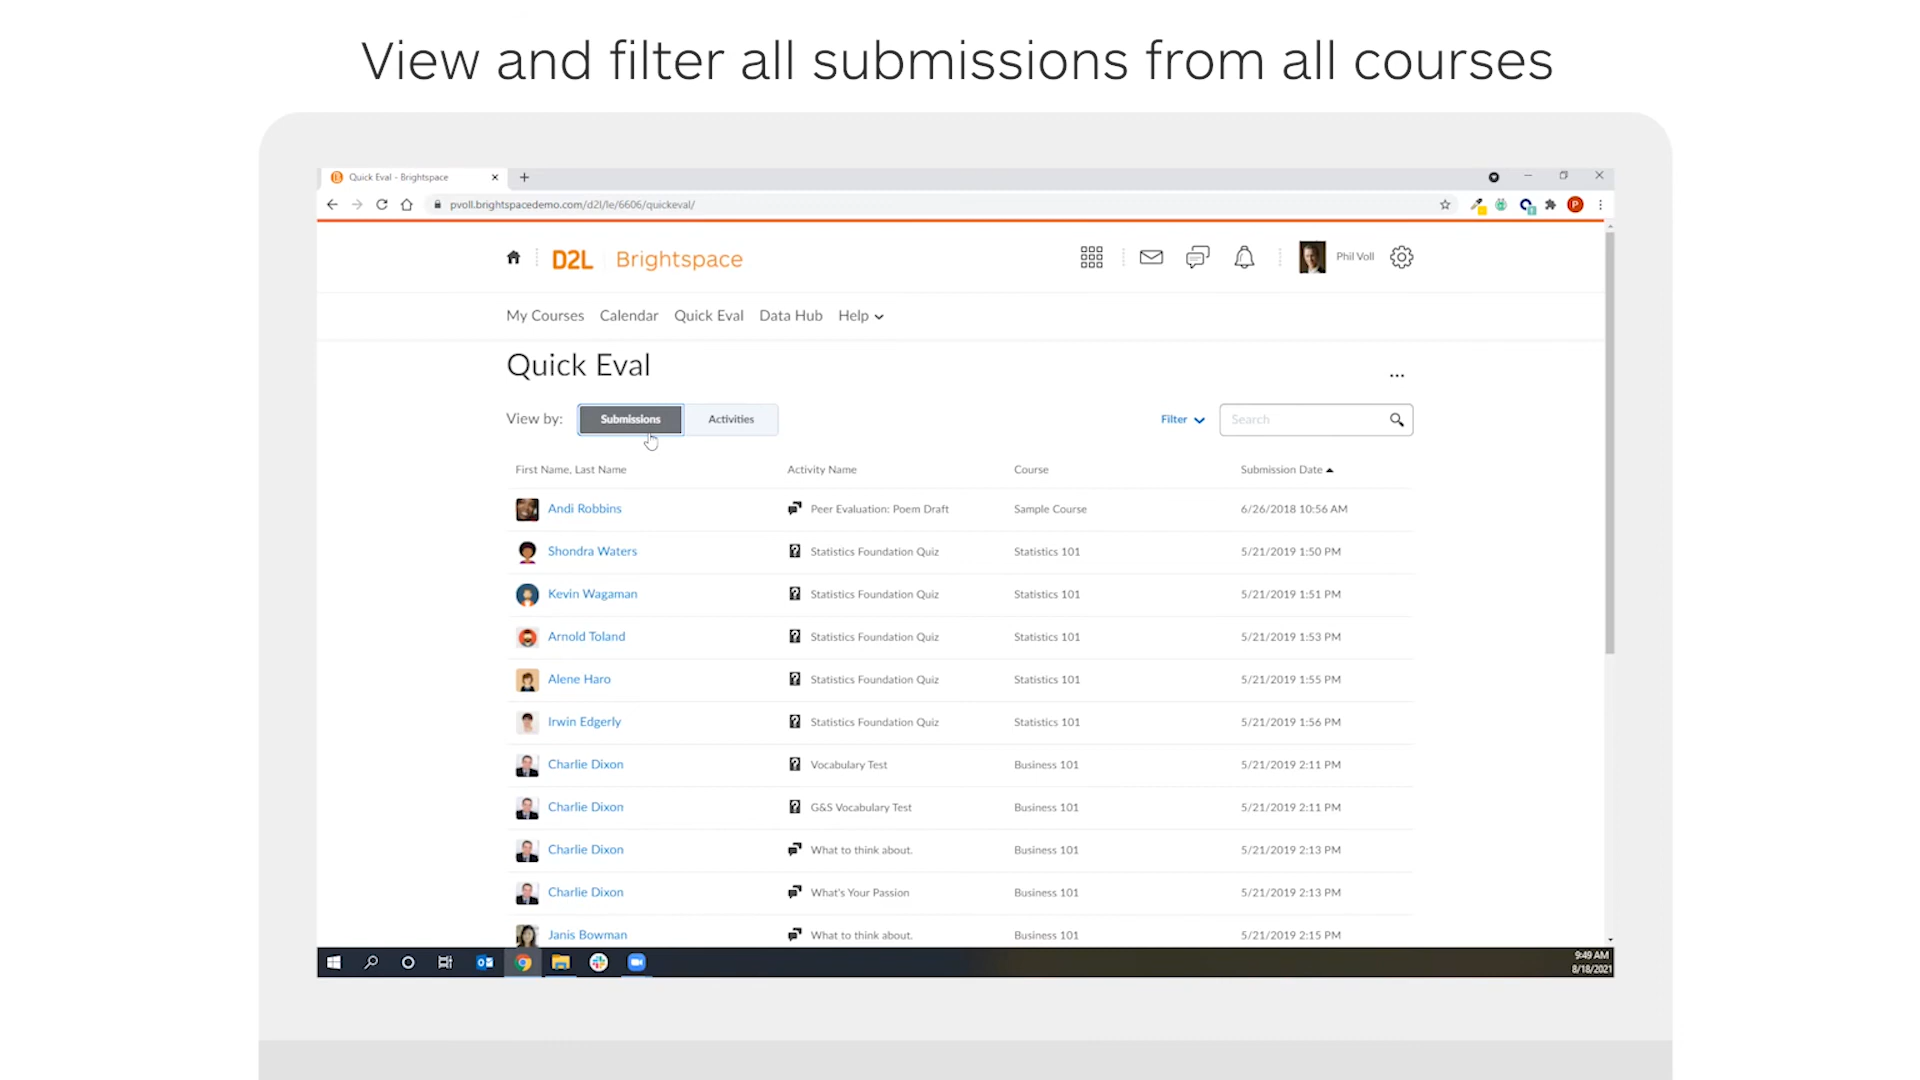 View and filter all submissions from all courses
Quick Eval - Brightspace
pvoll.brightspacedemo.com/d2l/le/6606/quickeval/
P
D2L Brightspace
Phil Voll
My Courses Calendar Quick Eval Data Hub Help
Quick Eval
...
View by: Submissions Activities
Filter Search
First Name, Last Name Activity Name Course Submission Date
Andi Robbins Peer Evaluation: Poem Draft Sample Course 6/26/2018 10:56 AM
Shondra Waters Statistics Foundation Quiz Statistics 101 5/21/2019 1:50 PM
Kevin Wagaman Statistics Foundation Quiz Statistics 101 5/21/2019 1:51 PM
Arnold Toland Statistics Foundation Quiz Statistics 101 5/21/2019 1:53 PM
Alene Haro Statistics Foundation Quiz Statistics 101 5/21/2019 1:55 PM
Irwin Edgerly Statistics Foundation Quiz Statistics 101 5/21/2019 1:56 PM
Charlie Dixon Vocabulary Test Business 101 5/21/2019 2:11 PM
Charlie Dixon G&S Vocabulary Test Business 101 5/21/2019 2:11 PM
Charlie Dixon What to think about. Business 101 5/21/2019 2:13 PM
Charlie Dixon What's Your Passion Business 101 5/21/2019 2:13 PM
Janis Bowman What to think about. Business 101 5/21/2019 2:15 PM
9:49 AM
8/18/2021